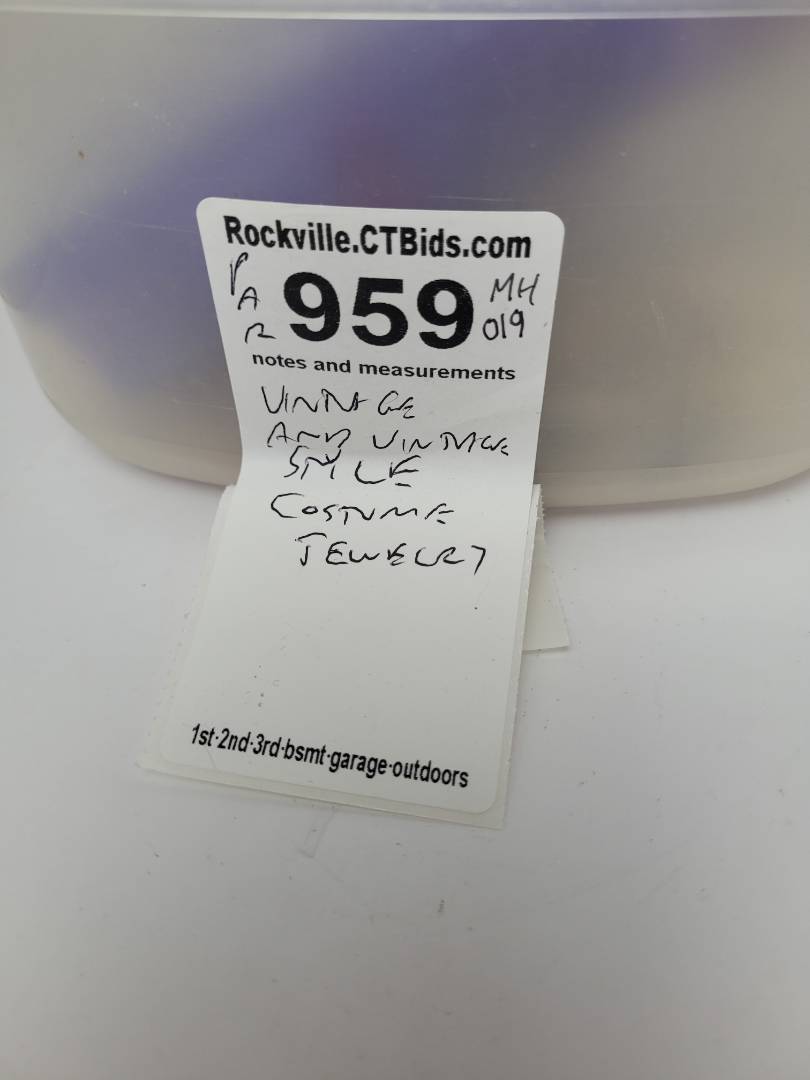 Rockville.CTBids.com
PAR 959 MH 019
notes and measurements
VINTAGE
AND VINTAGE
STYLE
COSTUME
JEWELRY
1st·2nd·3rd·bsmt·garage·outdoors